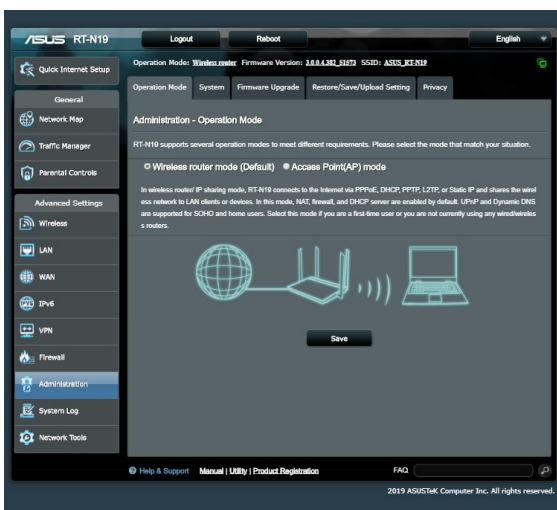 ASUS RT-N19
Logout
Reboot
English
Quick Internet Setup
General
Network Map
Traffic Manager
Parental Controls
Advanced Settings
Wireless
LAN
WAN
IPv6
VPN
Firewall
Administration
System Log
Network Tools
Operation Mode: Wireless router Firmware Version: 3.0.0.4.382_51573 SSID: ASUS_RT-N19
Operation Mode
System
Firmware Upgrade
Restore/Save/Upload Setting
Privacy
Administration - Operation Mode
RT-N19 supports several operation modes to meet different requirements. Please select the mode that match your situation.
Wireless router mode (Default) Access Point(AP) mode
In wireless router/ IP sharing mode, RT-N19 connects to the Internet via PPPoE, DHCP, PPTP, L2TP, or Static IP and shares the wirel
ess network to LAN clients or devices. In this mode, NAT, firewall, and DHCP server are enabled by default. UPnP and Dynamic DNS
are supported for SOHO and home users. Select this mode if you are a first-time user or you are not currently using any wired/wireles
s routers.
Save
Help & Support Manual | Utility | Product Registration FAQ
2019 ASUSTeK Computer Inc. All rights reserved.